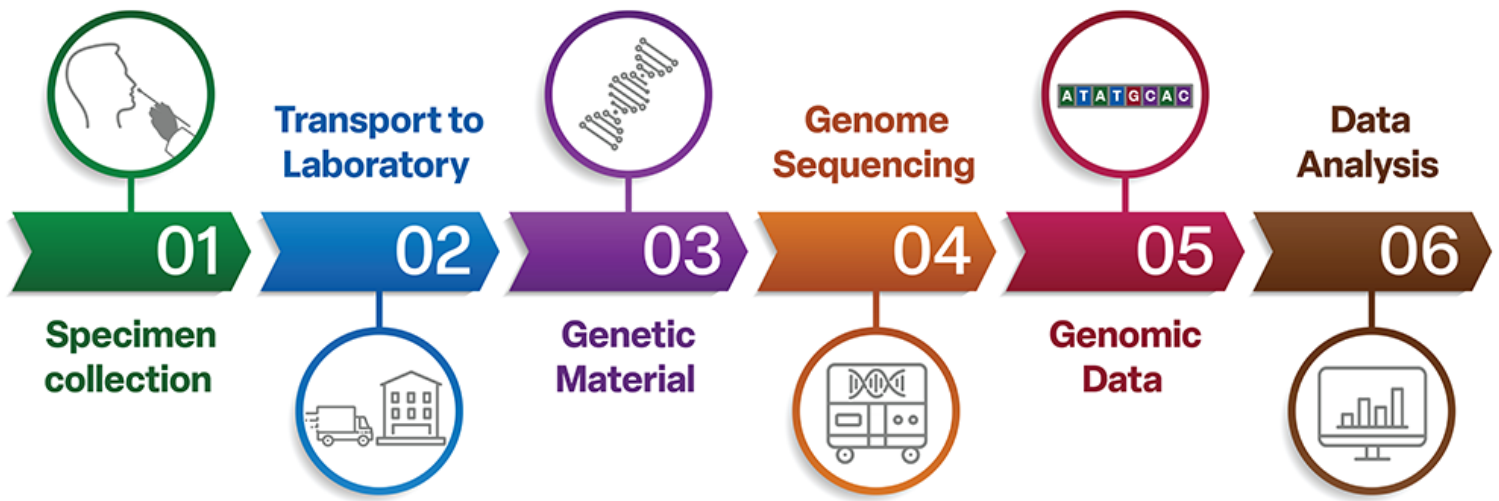 01
Specimen
collection
Transport to
Laboratory
02
03
Genetic
Material
Genome
Sequencing
04
ATATGCAC
05
Genomic
Data
Data
Analysis
06